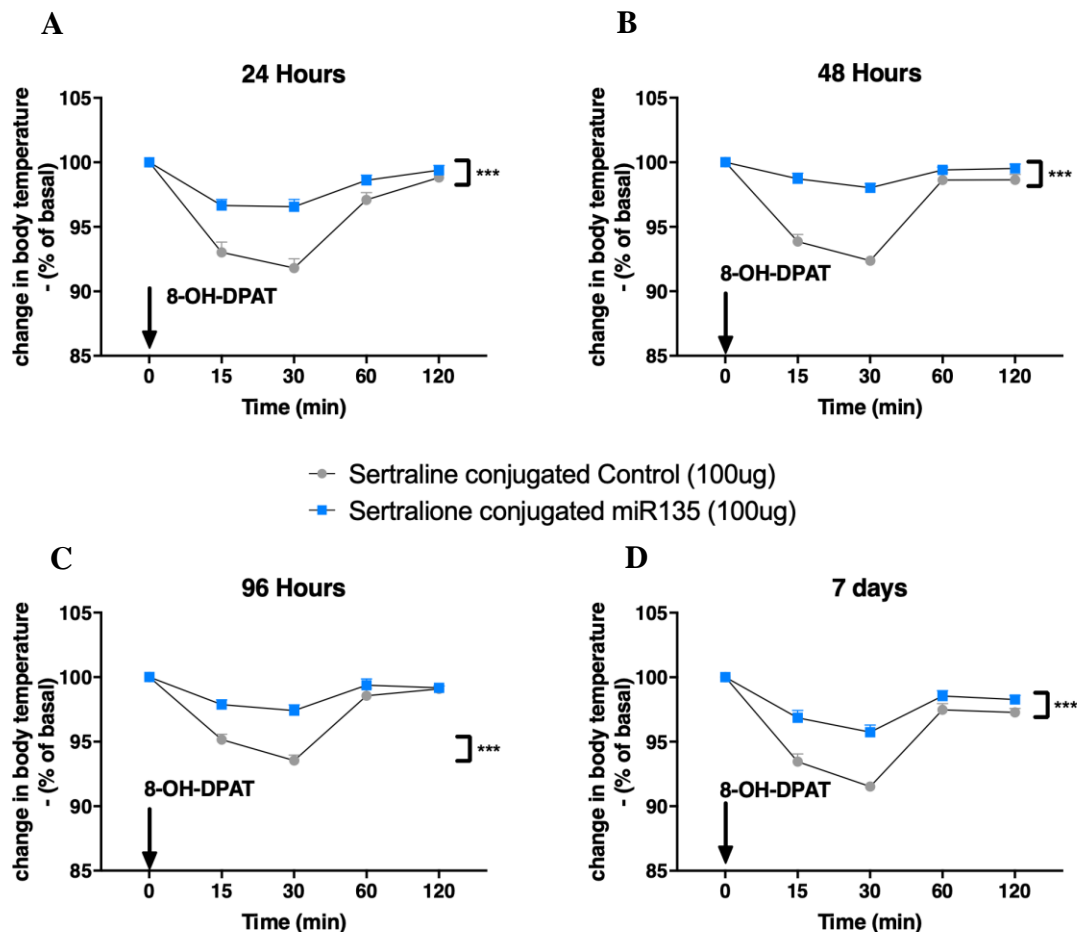 A
24 Hours
change in body temperature
- (% of basal)
105
100
95
90
85
***
8-OH-DPAT
0 15 30 60 120
Time (min)
B
48 Hours
change in body temperature
- (% of basal)
105
100
95
90
85
***
8-OH-DPAT
0 15 30 60 120
Time (min)
Sertraline conjugated Control (100ug)
Sertralione conjugated miR135 (100ug)
C
96 Hours
change in body temperature
- (% of basal)
105
100
95
90
85
***
8-OH-DPAT
0 15 30 60 120
Time (min)
D
7 days
change in body temperature
- (% of basal)
105
100
95
90
85
***
8-OH-DPAT
0 15 30 60 120
Time (min)